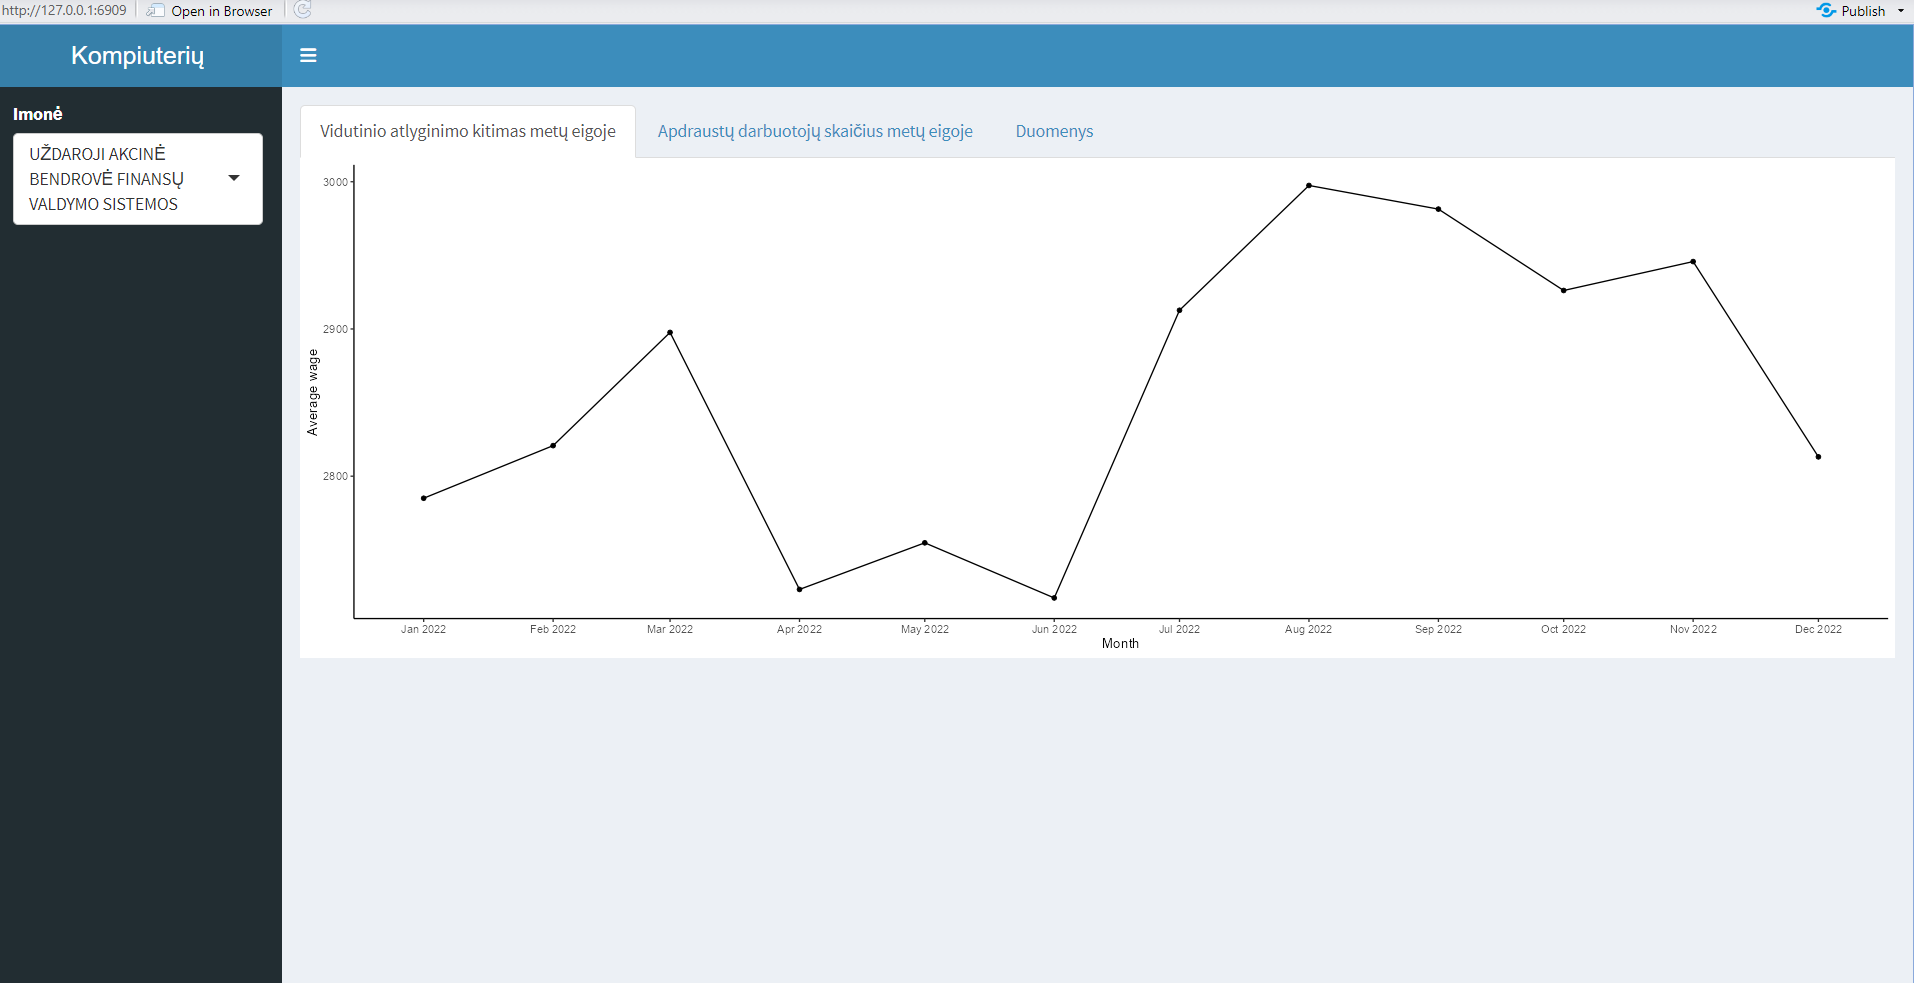 http://127.0.0.1:6909 Open in Browser Publish
Kompiuterių
Imonė
UŽDAROJI AKCINĖ
BENDROVĖ FINANSŲ
VALDYMO SISTEMOS
Vidutinio atlyginimo kitimas metų eigoje Apdraustų darbuotojų skaičius metų eigoje Duomenys
3000
2900
2800
Average wage
Jan 2022 Feb 2022 Mar 2022 Apr 2022 May 2022 Jun 2022 Jul 2022 Aug 2022 Sep 2022 Oct 2022 Nov 2022 Dec 2022
Month